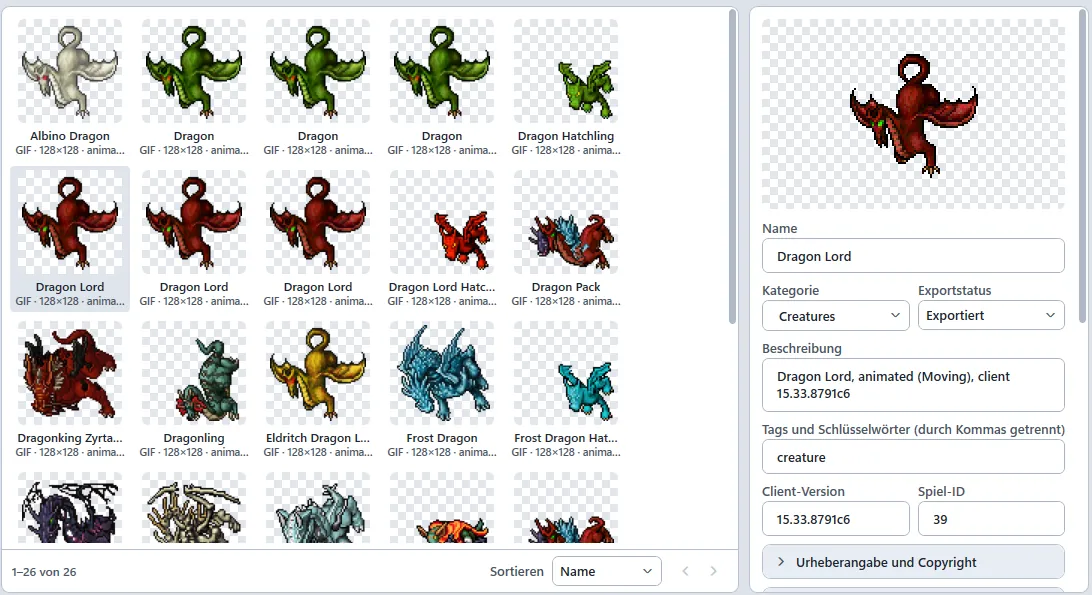 Albino Dragon
GIF · 128×128 · anima...
Dragon
GIF · 128×128 · anima...
Dragon
GIF · 128×128 · anima...
Dragon
GIF · 128×128 · anima...
Dragon Hatchling
GIF · 128×128 · anima...
Dragon Lord
GIF · 128×128 · anima...
Dragon Lord
GIF · 128×128 · anima...
Dragon Lord
GIF · 128×128 · anima...
Dragon Lord Hatc...
GIF · 128×128 · anima...
Dragon Pack
GIF · 128×128 · anima...
Dragonking Zyrta...
GIF · 128×128 · anima...
Dragonling
GIF · 128×128 · anima...
Eldritch Dragon L...
GIF · 128×128 · anima...
Frost Dragon
GIF · 128×128 · anima...
Frost Dragon Hat...
GIF · 128×128 · anima...
1–26 von 26
Sortieren
Name
Name
Dragon Lord
Kategorie
Exportstatus
Creatures
Exportiert
Beschreibung
Dragon Lord, animated (Moving), client
15.33.8791c6
Tags und Schlüsselwörter (durch Kommas getrennt)
creature
Client-Version
Spiel-ID
15.33.8791c6
39
Urheberangabe und Copyright